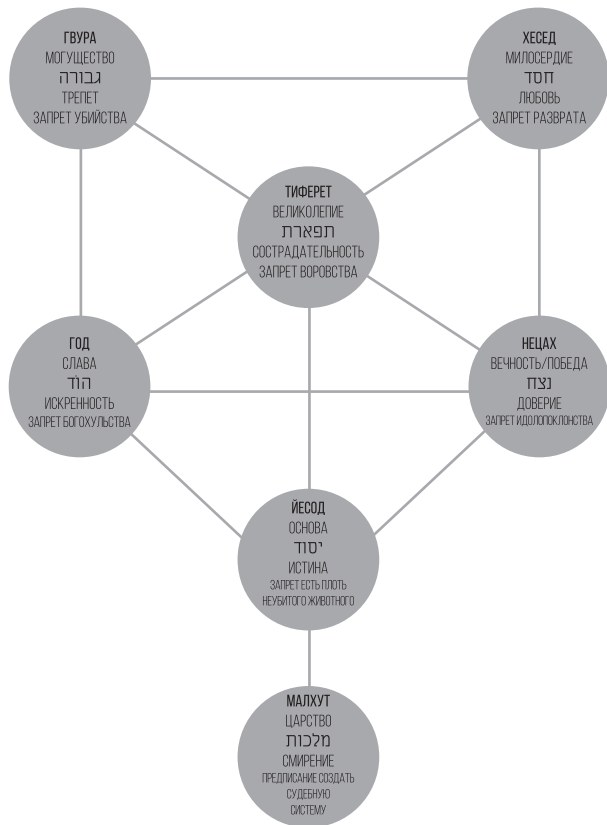 ГВУРА
МОГУЩЕСТВО
גבורה
ТРЕПЕТ
ЗАПРЕТ УБИЙСТВА
ХЕСЕД
МИЛОСЕРДИЕ
חסד
ЛЮБОВЬ
ЗАПРЕТ РАЗВРАТА
ТИФЕРЕТ
ВЕЛИКОЛЕПИЕ
תפארת
СОСТРАДАТЕЛЬНОСТЬ
ЗАПРЕТ ВОРОВСТВА
ГОД
СЛАВА
הוֹד
ИСКРЕННОСТЬ
ЗАПРЕТ БОГОХУЛЬСТВА
НЕЦАХ
ВЕЧНОСТЬ/ПОБЕДА
נצח
ДОВЕРИЕ
ЗАПРЕТ ИДОЛОПОКЛОНСТВА
ЙЕСОД
ОСНОВА
יסוד
ИСТИНА
ЗАПРЕТ ЕСТЬ ПЛОТЬ
НЕУБИТОГО ЖИВОТНОГО
МАЛХУТ
ЦАРСТВО
מלכות
СМИРЕНИЕ
ПРЕДПИСАНИЕ СОЗДАТЬ
СУДЕБНУЮ
СИСТЕМУ